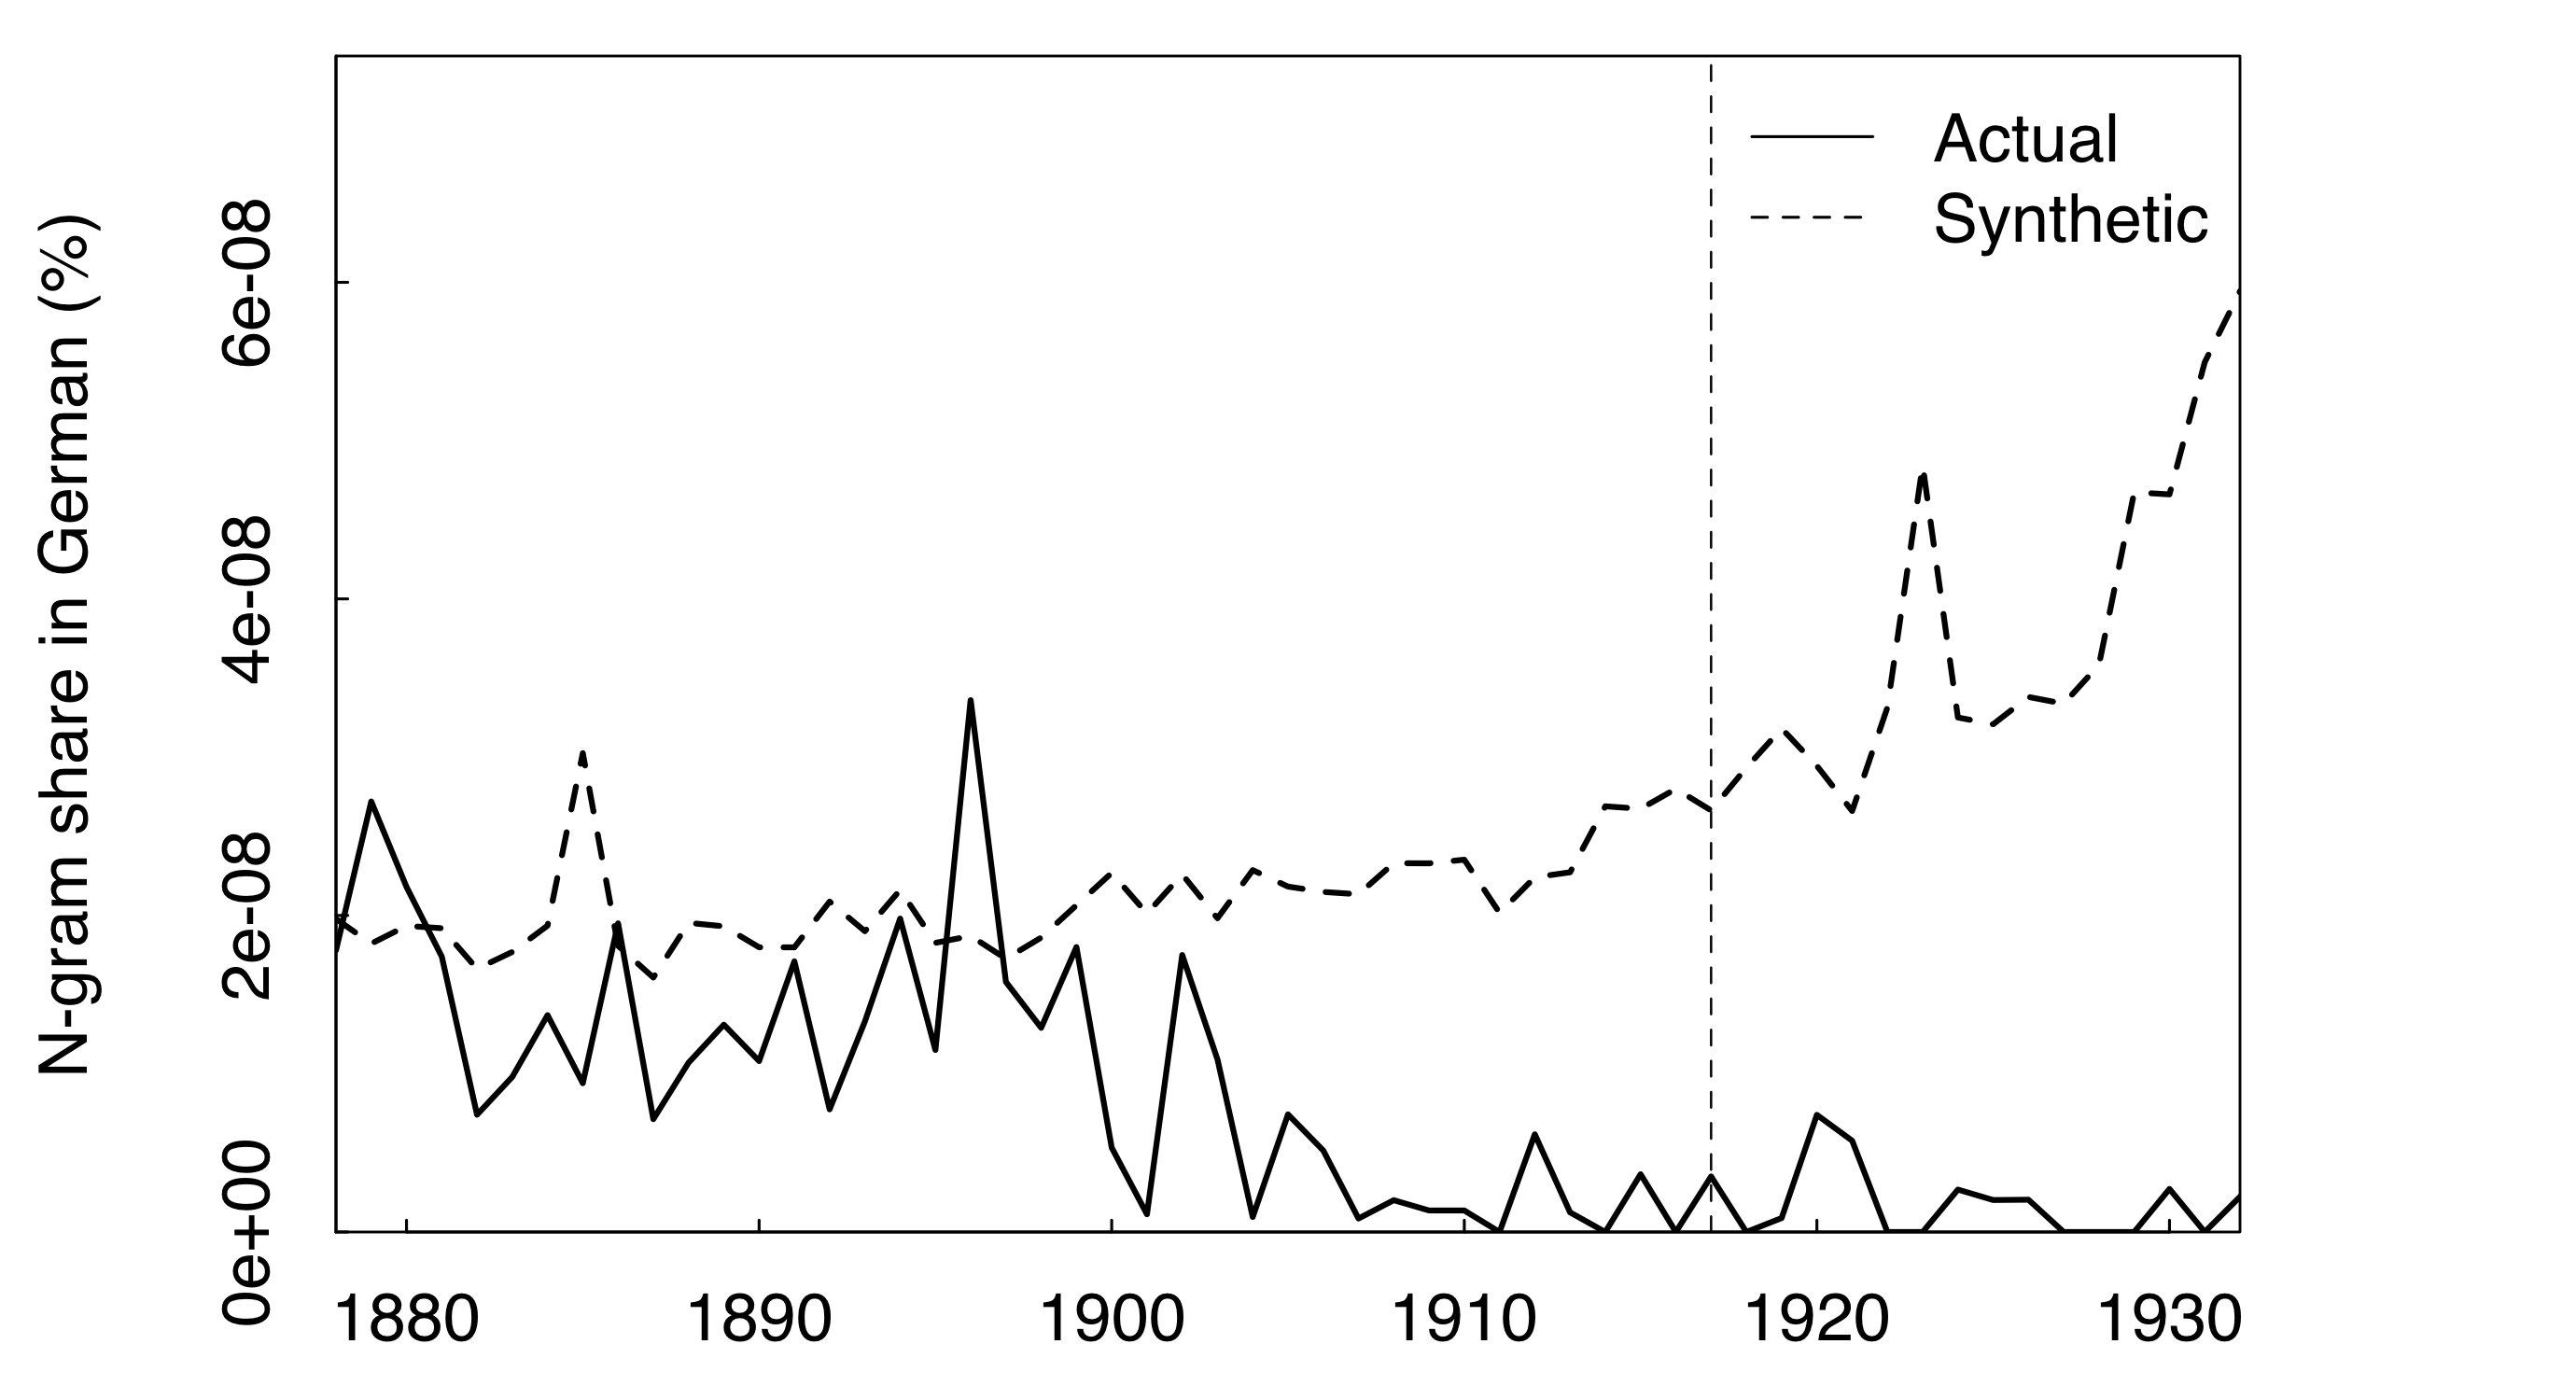 N-gram share in German (%)
6e-08
4e-08
2e-08
0e+00
Actual
Synthetic
1880 1890 1900 1910 1920 1930